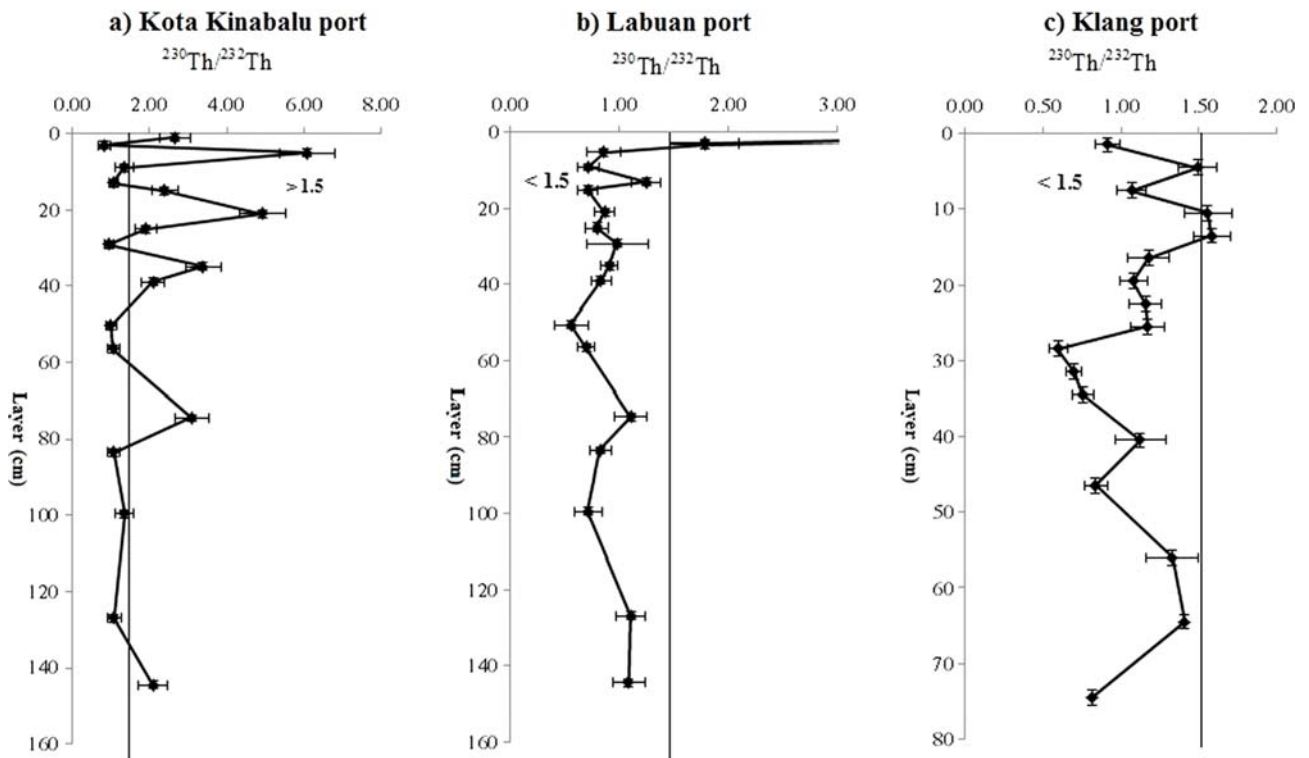 a) Kota Kinabalu port
²³⁰Th/²³²Th
0.00 2.00 4.00 6.00 8.00
0
20
40
60
80
100
120
140
160
Layer (cm)
> 1.5
b) Labuan port
²³⁰Th/²³²Th
0.00 1.00 2.00 3.00
0
20
40
60
80
100
120
140
160
Layer (cm)
< 1.5
c) Klang port
²³⁰Th/²³²Th
0.00 0.50 1.00 1.50 2.00
0
10
20
30
40
50
60
70
80
Layer (cm)
< 1.5